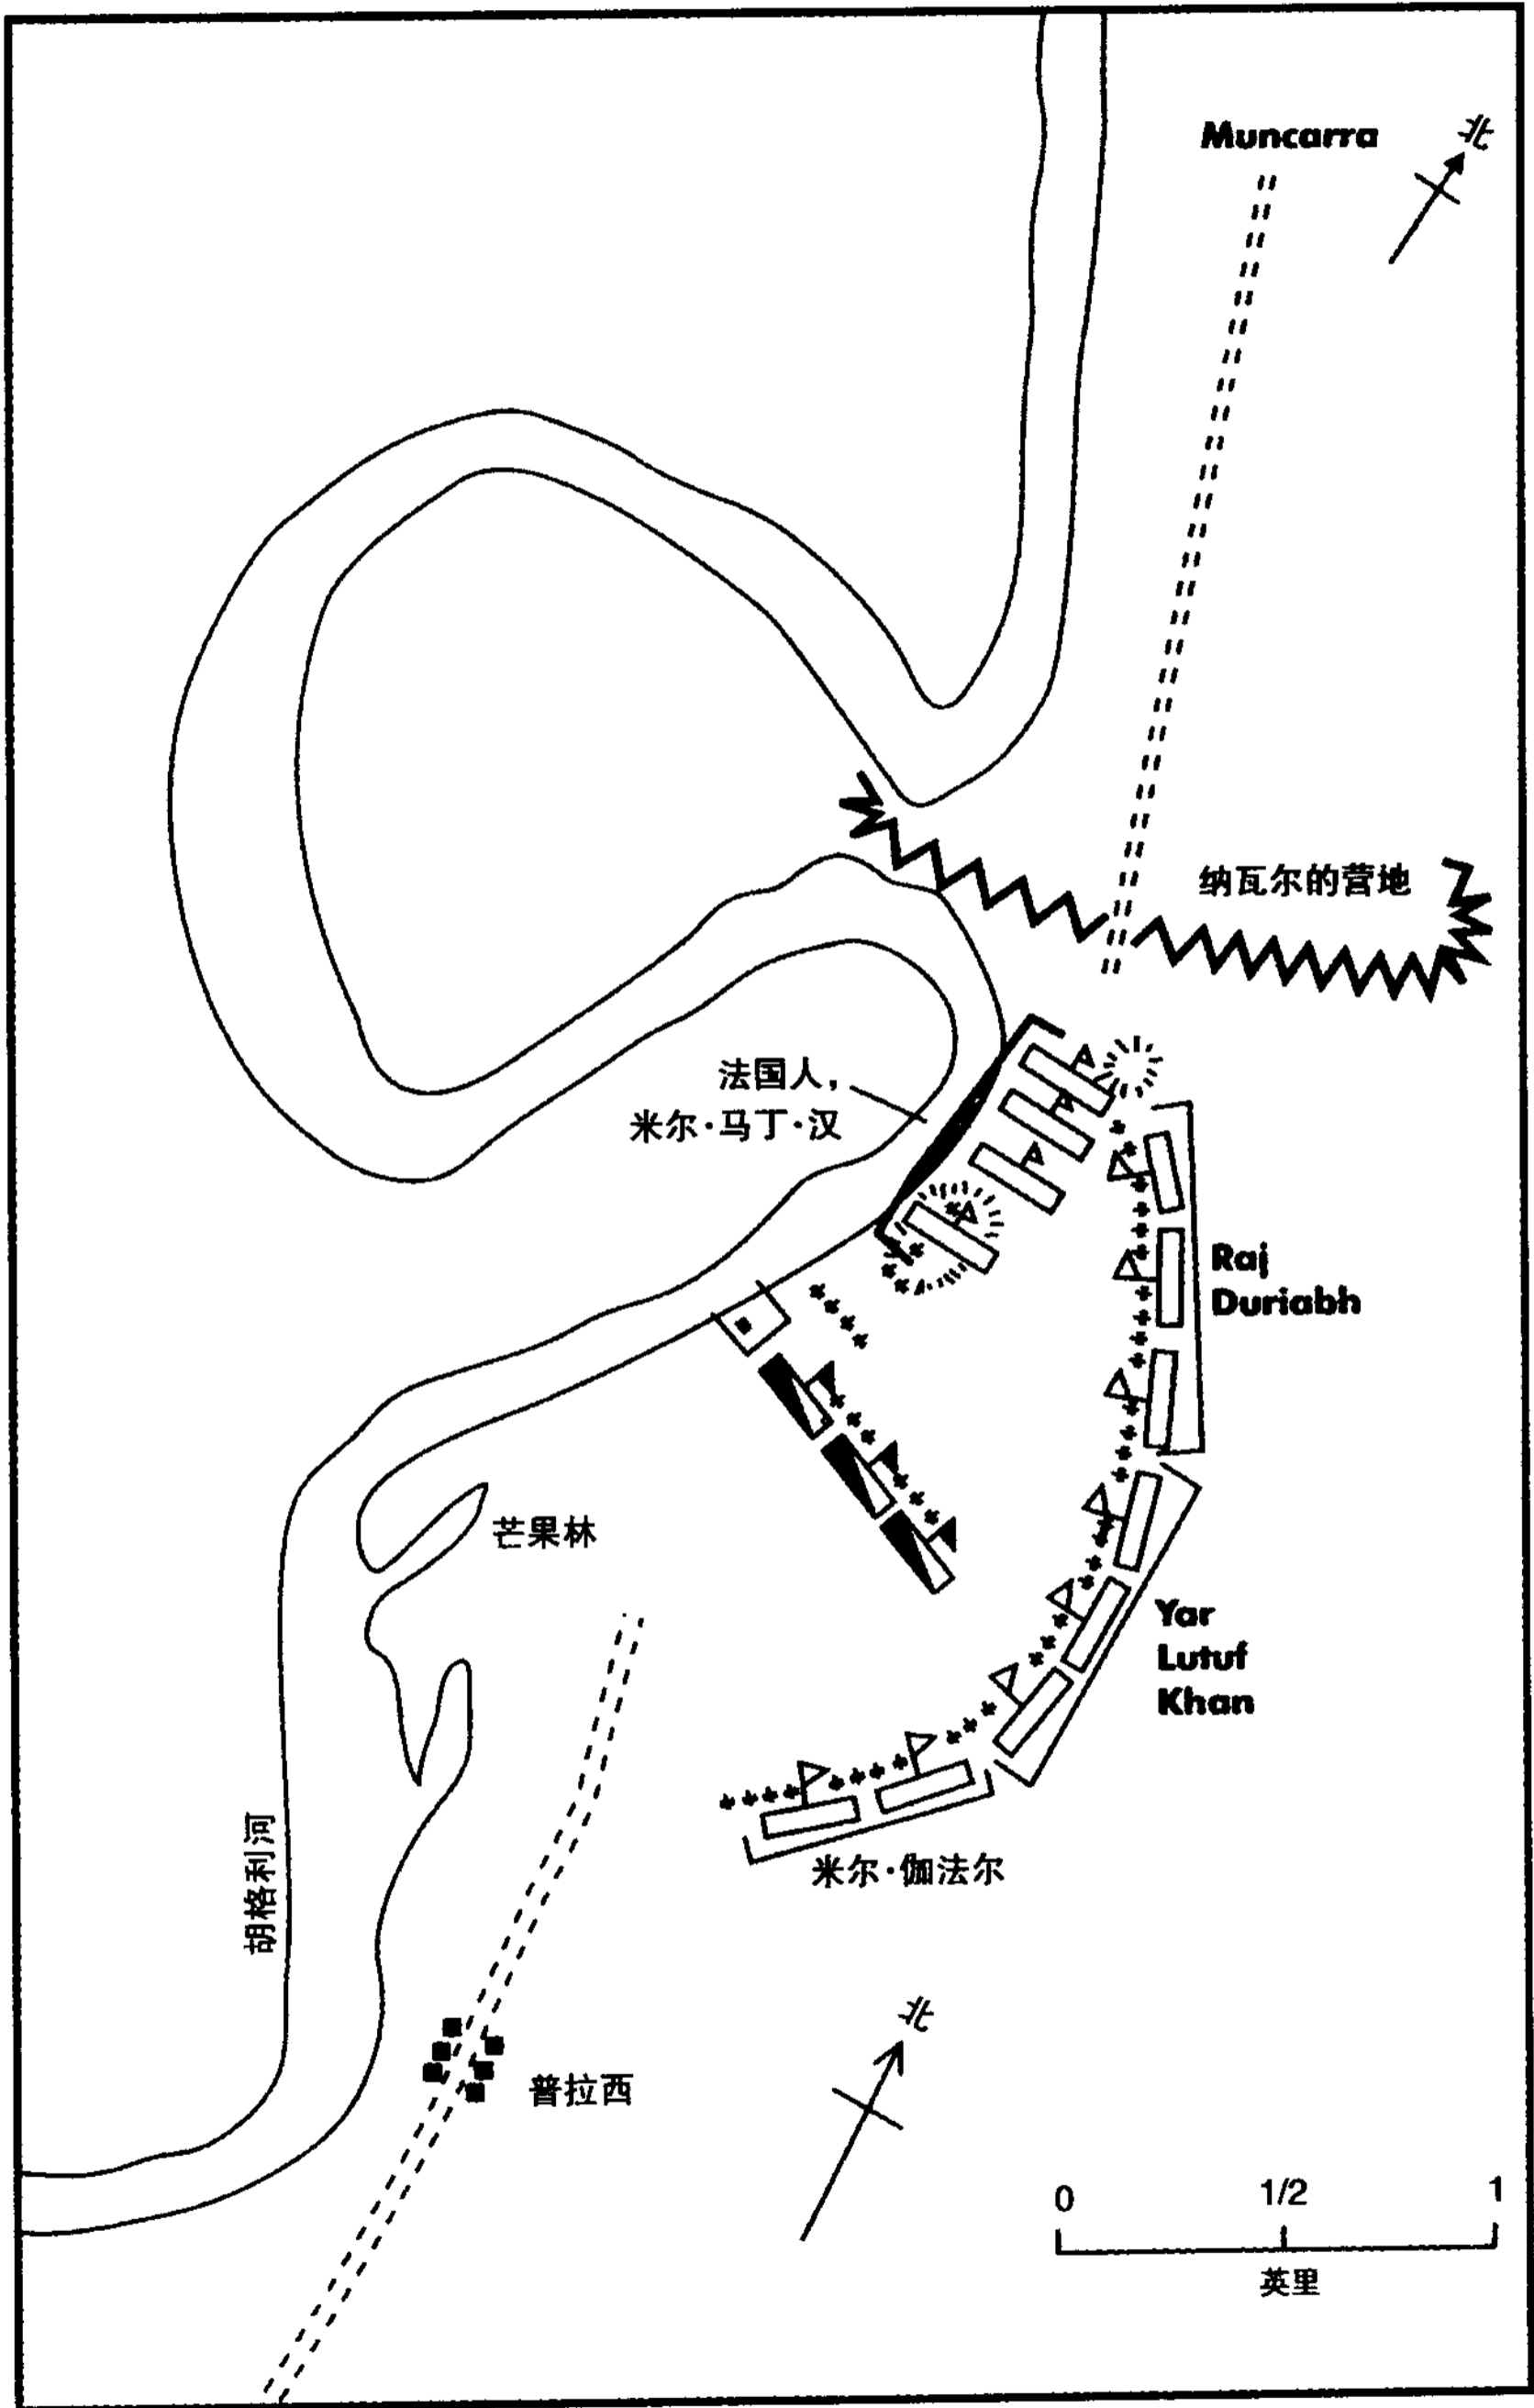 Muncarra
北
纳瓦尔的营地
法国人，
米尔·马丁·汉
Raj
Duriabh
芒果林
Yar
Lutuf
Khan
米尔·伽法尔
胡格利河
北
普拉西
0 1/2 1
英里